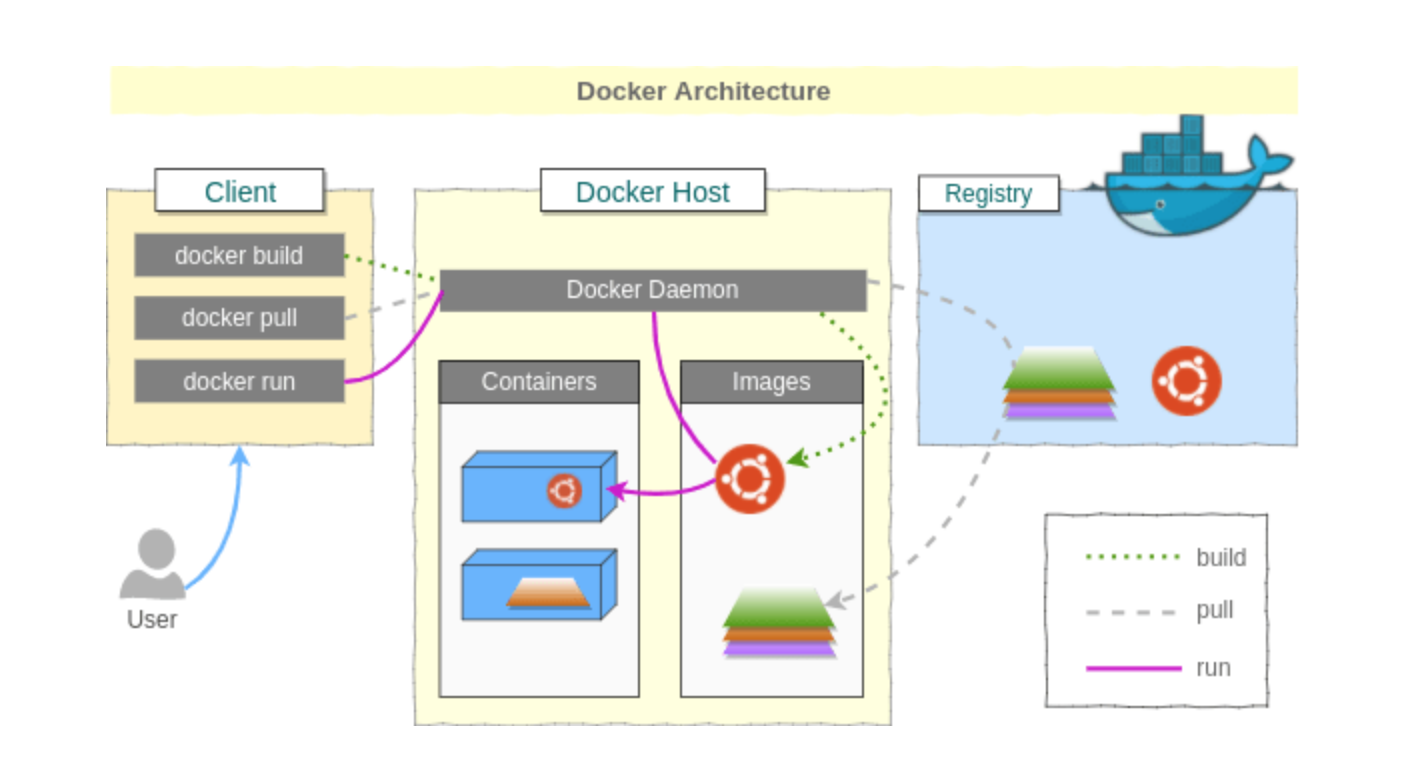 Docker Architecture
Client
docker build
docker pull
docker run
User
Docker Host
Docker Daemon
Containers
Images
Registry
build
pull
run